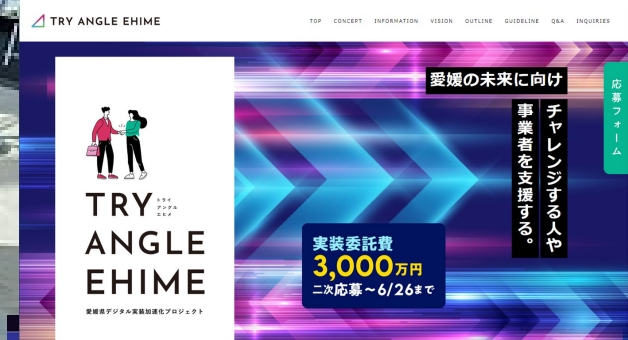 TRY ANGLE EHIME
TOP CONCEPT INFORMATION VISION OUTLINE GUIDELINE Q&A INQUIRIES
愛媛の未来に向け
チャレンジする人や
事業者を支援する。
応募フォーム
TRY
トライ
アングル
エヒメ
ANGLE
EHIME
愛媛県デジタル実装加速化プロジェクト
実装委託費
3,000万円
二次応募～6/26まで